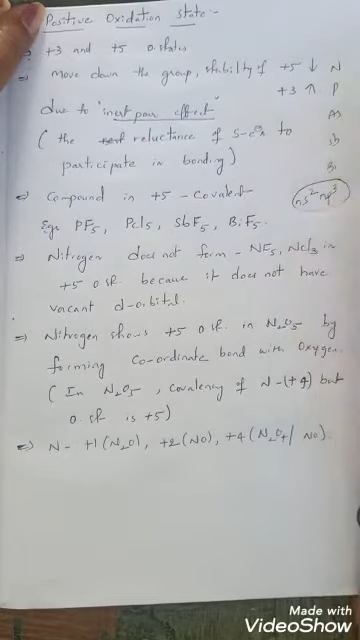 Positive Oxidation State :-
⇒ +3 and +5 O. states
⇒ Move down the group, stability of +5 ↓ N
+3 ↑ P
due to "inert pair effect" As
(the reluctance of s-e⁻s to Sb
participate in bonding) Bi
⇒ Compound in +5 - Covalent ns² np³
Eg:- PF₅, PCl₅, SbF₅, BiF₅.
⇒ Nitrogen does not form - NF₅, NCl₅ in
+5 O. st. because it does not have
vacant d-orbital.
⇒ Nitrogen shows +5 O. st. in N₂O₅ by
forming co-ordinate bond with Oxygen.
(In N₂O₅, covalency of N - (+4) but
O. st is +5)
⇒ N - +1 (N₂O), +2 (NO), +4 (N₂O₄ / NO)
Made with
VideoShow